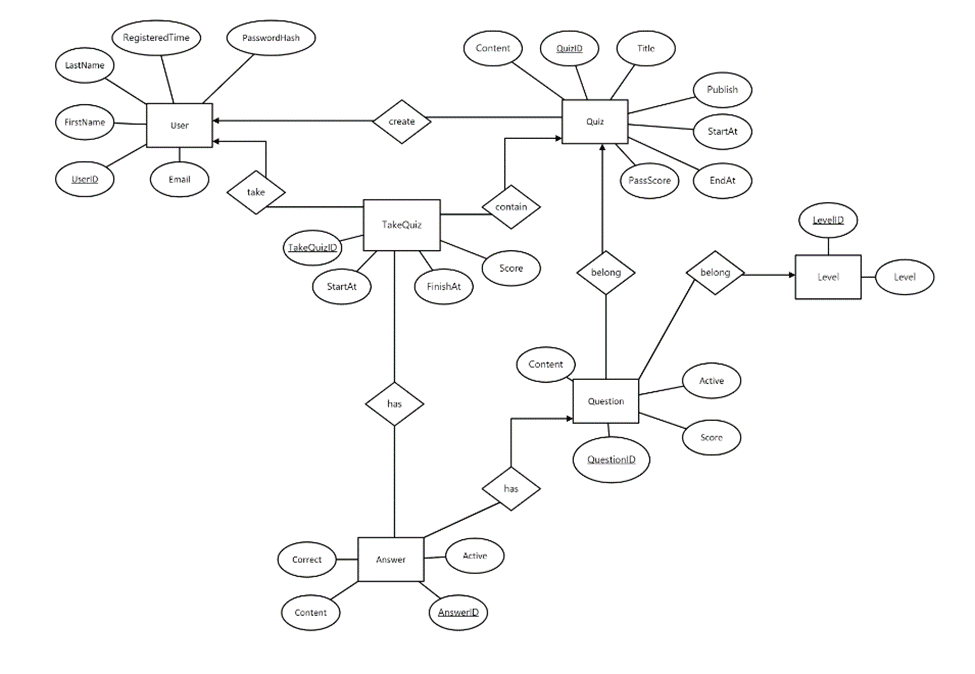 RegisteredTime
PasswordHash
LastName
FirstName
User
UserID
Email
create
take
Content
QuizID
Title
Publish
Quiz
StartAt
PassScore
EndAt
contain
TakeQuiz
TakeQuizID
StartAt
FinishAt
Score
belong
belong
LevelID
Level
Level
Content
Question
Active
Score
QuestionID
has
has
Answer
Correct
Active
Content
AnswerID